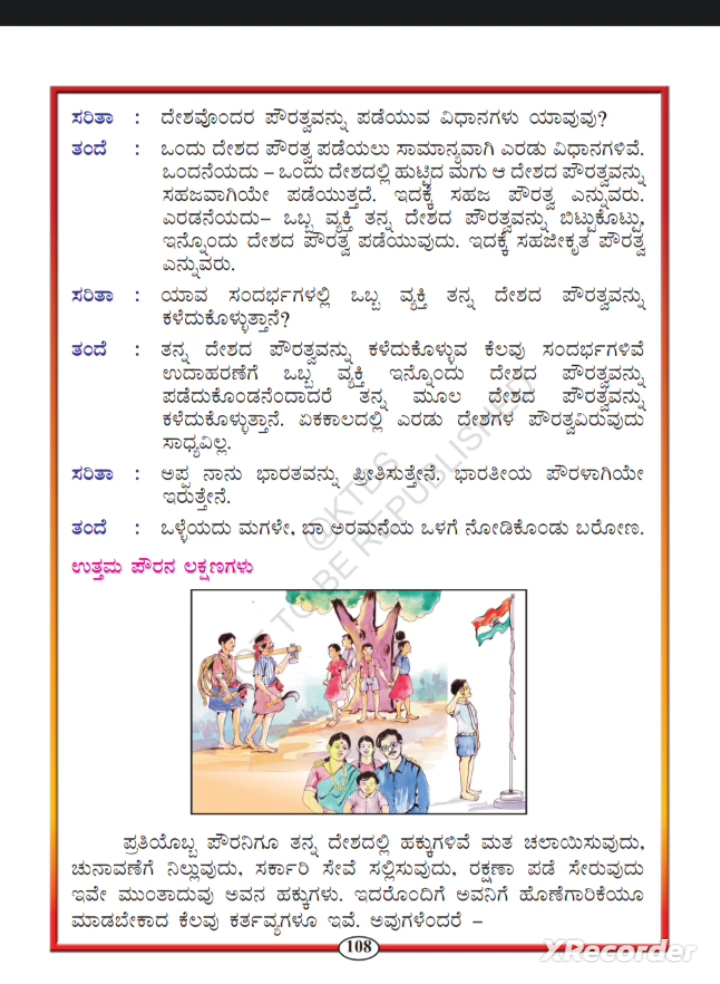 ಸರಿತಾ : ದೇಶವೊಂದರ ಪೌರತ್ವವನ್ನು ಪಡೆಯುವ ವಿಧಾನಗಳು ಯಾವುವು?
ತಂದೆ : ಒಂದು ದೇಶದ ಪೌರತ್ವ ಪಡೆಯಲು ಸಾಮಾನ್ಯವಾಗಿ ಎರಡು ವಿಧಾನಗಳಿವೆ.
ಒಂದನೆಯದು – ಒಂದು ದೇಶದಲ್ಲಿ ಹುಟ್ಟಿದ ಮಗು ಆ ದೇಶದ ಪೌರತ್ವವನ್ನು
ಸಹಜವಾಗಿಯೇ ಪಡೆಯುತ್ತದೆ. ಇದಕ್ಕೆ ಸಹಜ ಪೌರತ್ವ ಎನ್ನುವರು.
ಎರಡನೆಯದು– ಒಬ್ಬ ವ್ಯಕ್ತಿ ತನ್ನ ದೇಶದ ಪೌರತ್ವವನ್ನು ಬಿಟ್ಟುಕೊಟ್ಟು,
ಇನ್ನೊಂದು ದೇಶದ ಪೌರತ್ವ ಪಡೆಯುವುದು. ಇದಕ್ಕೆ ಸಹಜೀಕೃತ ಪೌರತ್ವ
ಎನ್ನುವರು.
ಸರಿತಾ : ಯಾವ ಸಂದರ್ಭಗಳಲ್ಲಿ ಒಬ್ಬ ವ್ಯಕ್ತಿ ತನ್ನ ದೇಶದ ಪೌರತ್ವವನ್ನು
ಕಳೆದುಕೊಳ್ಳುತ್ತಾನೆ?
ತಂದೆ : ತನ್ನ ದೇಶದ ಪೌರತ್ವವನ್ನು ಕಳೆದುಕೊಳ್ಳುವ ಕೆಲವು ಸಂದರ್ಭಗಳಿವೆ
ಉದಾಹರಣೆಗೆ ಒಬ್ಬ ವ್ಯಕ್ತಿ ಇನ್ನೊಂದು ದೇಶದ ಪೌರತ್ವವನ್ನು
ಪಡೆದುಕೊಂಡನೆಂದಾದರೆ ತನ್ನ ಮೂಲ ದೇಶದ ಪೌರತ್ವವನ್ನು
ಕಳೆದುಕೊಳ್ಳುತ್ತಾನೆ. ಏಕಕಾಲದಲ್ಲಿ ಎರಡು ದೇಶಗಳ ಪೌರತ್ವವಿರುವುದು
ಸಾಧ್ಯವಿಲ್ಲ.
ಸರಿತಾ : ಅಪ್ಪ ನಾನು ಭಾರತವನ್ನು ಪ್ರೀತಿಸುತ್ತೇನೆ. ಭಾರತೀಯ ಪೌರಳಾಗಿಯೇ
ಇರುತ್ತೇನೆ.
ತಂದೆ : ಒಳ್ಳೆಯದು ಮಗಳೇ, ಬಾ ಅರಮನೆಯ ಒಳಗೆ ನೋಡಿಕೊಂಡು ಬರೋಣ.
ಉತ್ತಮ ಪೌರನ ಲಕ್ಷಣಗಳು
ಪ್ರತಿಯೊಬ್ಬ ಪೌರನಿಗೂ ತನ್ನ ದೇಶದಲ್ಲಿ ಹಕ್ಕುಗಳಿವೆ ಮತ ಚಲಾಯಿಸುವುದು,
ಚುನಾವಣೆಗೆ ನಿಲ್ಲುವುದು, ಸರ್ಕಾರಿ ಸೇವೆ ಸಲ್ಲಿಸುವುದು, ರಕ್ಷಣಾ ಪಡೆ ಸೇರುವುದು
ಇವೇ ಮುಂತಾದುವು ಅವನ ಹಕ್ಕುಗಳು. ಇದರೊಂದಿಗೆ ಅವನಿಗೆ ಹೊಣೆಗಾರಿಕೆಯೂ
ಮಾಡಬೇಕಾದ ಕೆಲವು ಕರ್ತವ್ಯಗಳೂ ಇವೆ. ಅವುಗಳೆಂದರೆ –
108
XRecorder
@KTBS
TO BE REPUBLISHED